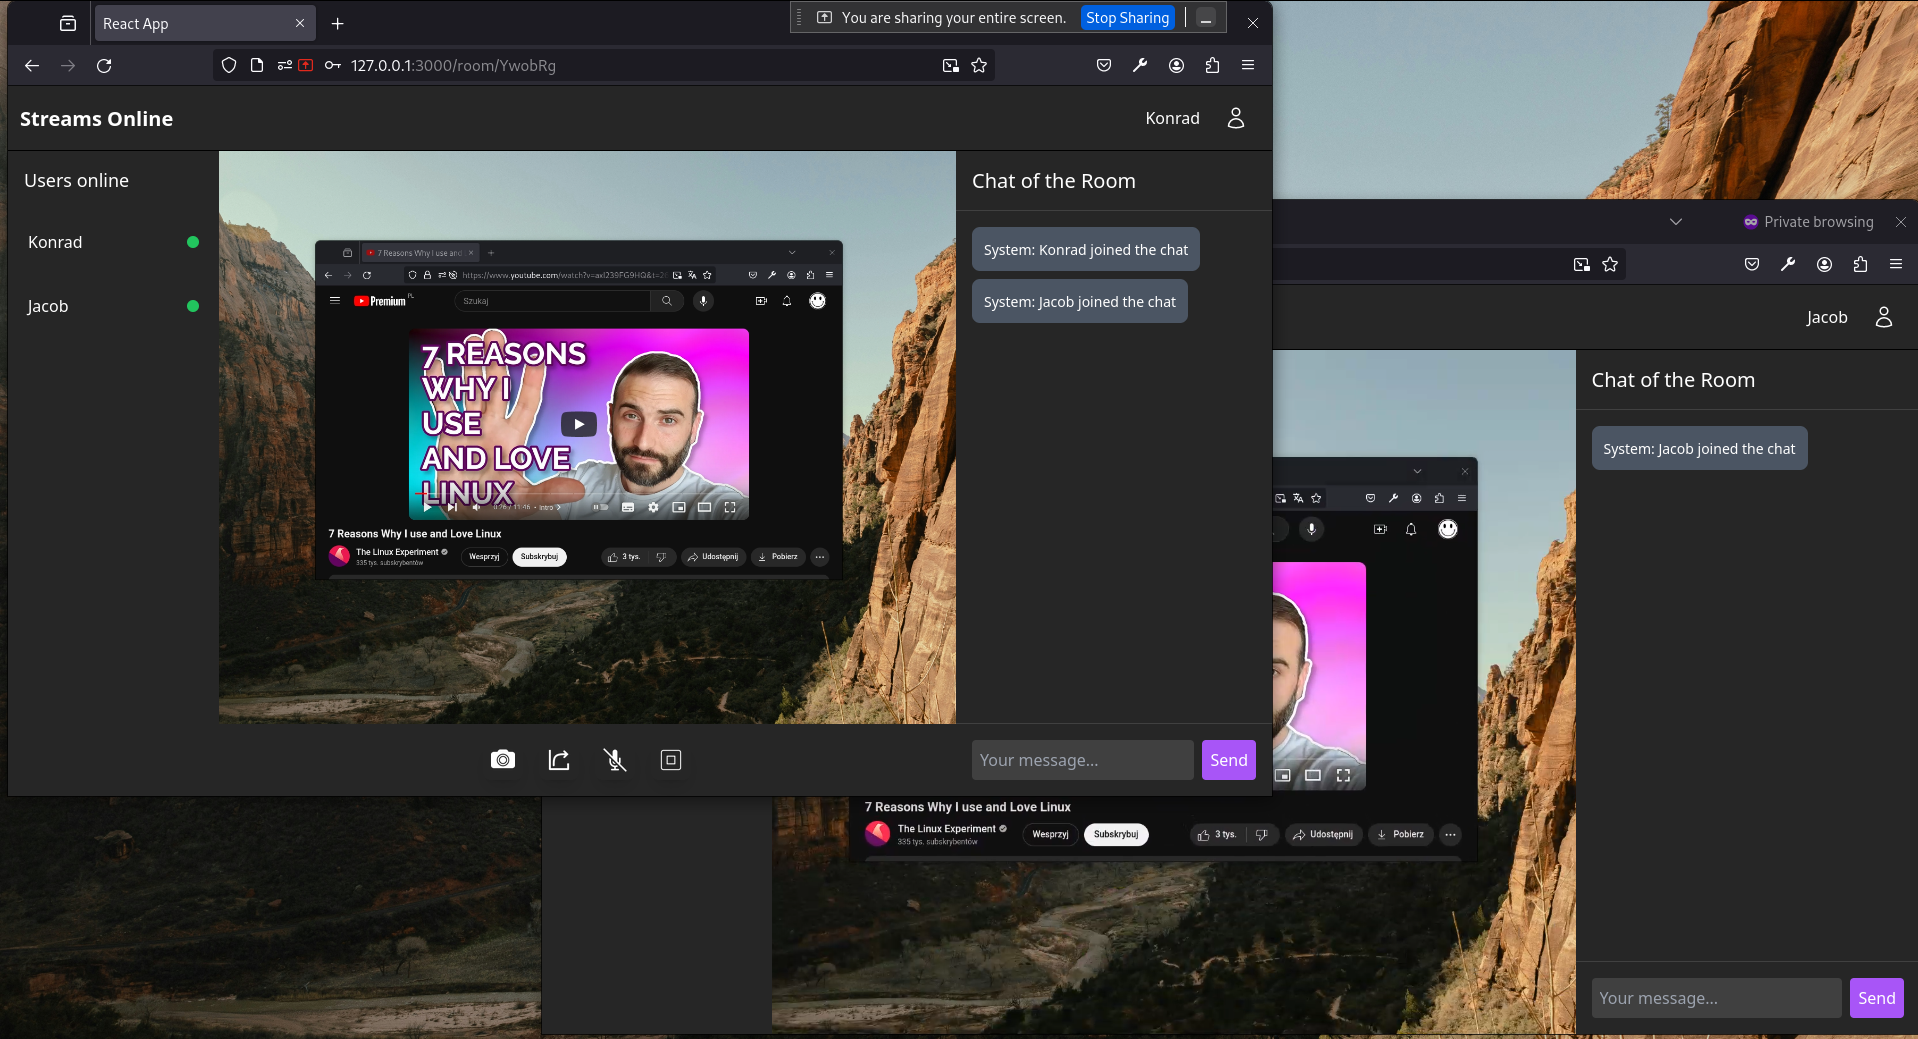 React App
You are sharing your entire screen.
Stop Sharing
127.0.0.1:3000/room/YwobRg
Streams Online
Konrad
Users online
Konrad
Jacob
7 Reasons Why I use and
https://www.youtube.com/watch?v=axI239FG9HQ&t=2
Premium PL
Szukaj
7 REASONS
WHY I
USE
AND LOVE
LINUX
0:26 / 11:46 • Intro
7 Reasons Why I use and Love Linux
The Linux Experiment
335 tys. subskrybentów
Wesprzyj
Subskrybuj
3 tys.
Udostępnij
Pobierz
Chat of the Room
System: Konrad joined the chat
System: Jacob joined the chat
Your message...
Send
Private browsing
Jacob
Chat of the Room
System: Jacob joined the chat
7 Reasons Why I use and Love Linux
The Linux Experiment
335 tys. subskrybentów
Wesprzyj
Subskrybuj
3 tys.
Udostępnij
Pobierz
Your message...
Send